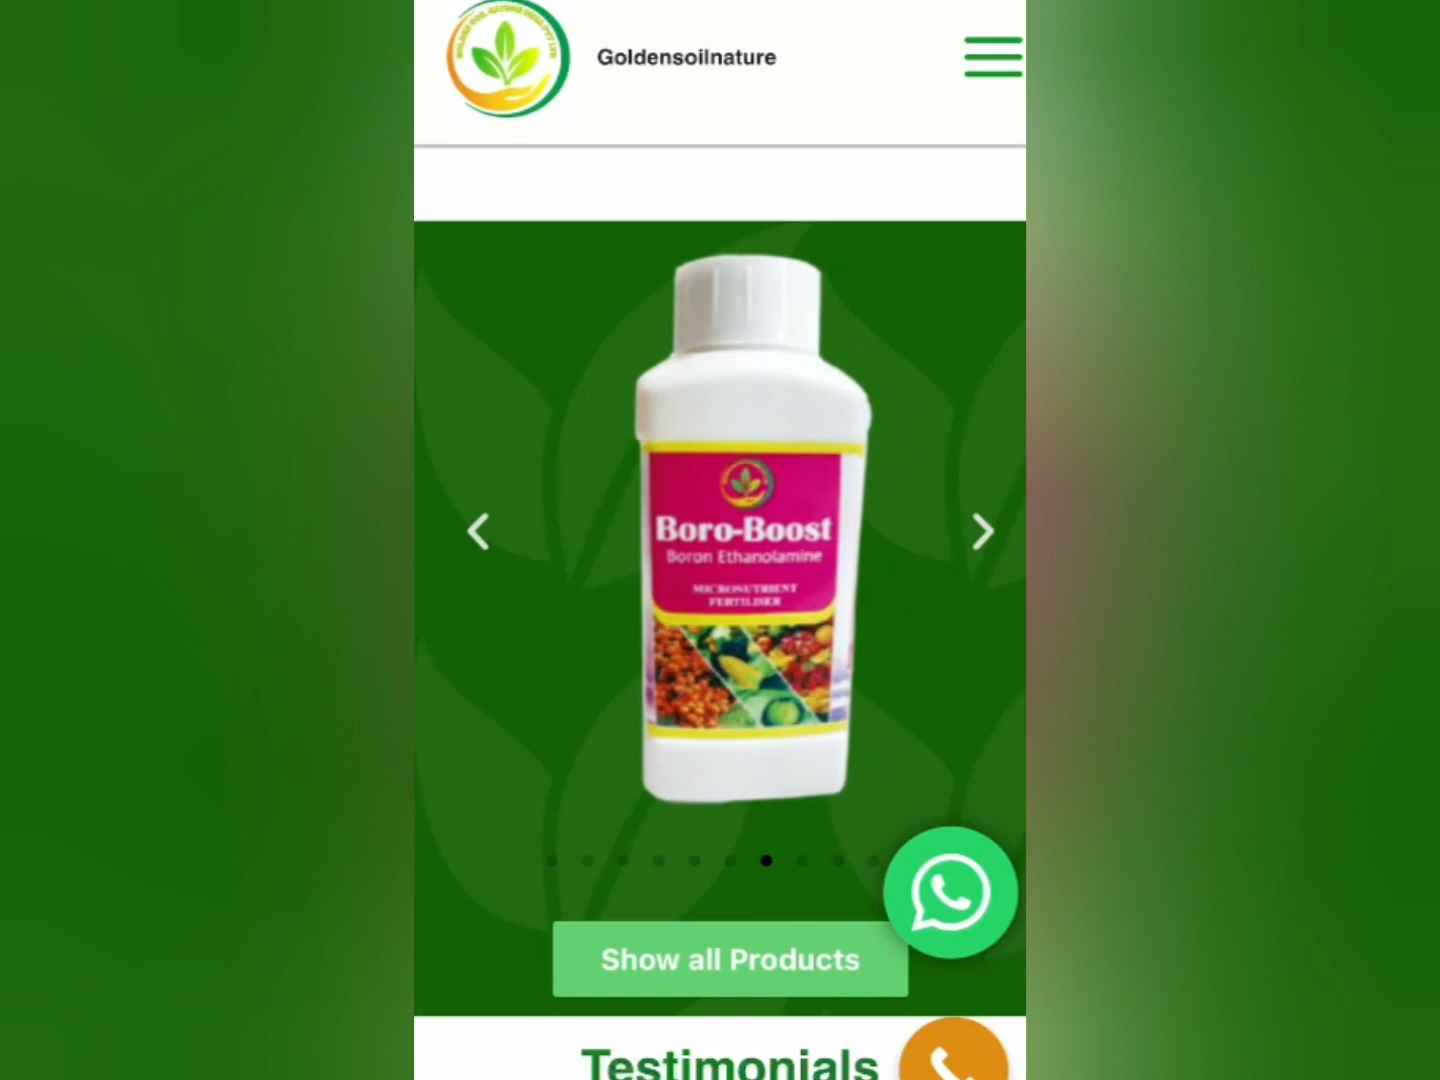 Goldensoilnature
Boro-Boost
Boron Ethanolamine
MICRONUTRIENT
FERTILISER
Show all Products
Testimonials